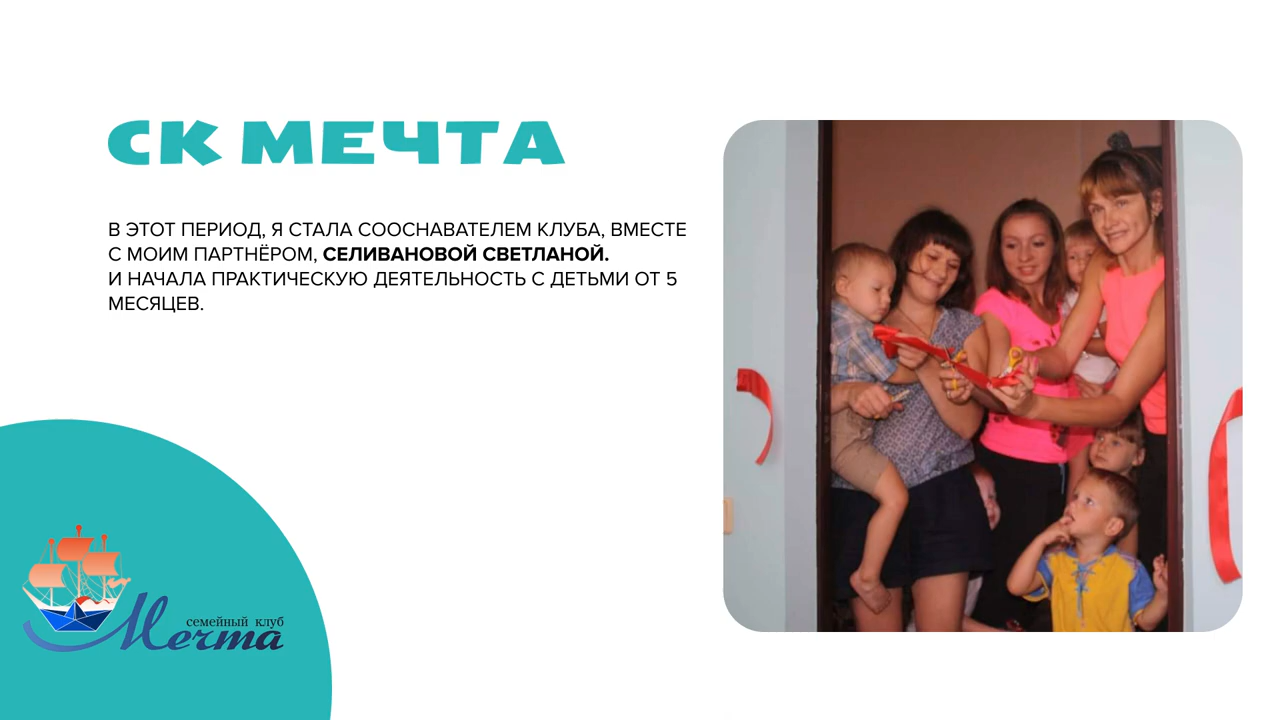 СК МЕЧТА
В ЭТОТ ПЕРИОД, Я СТАЛА СООСНАВАТЕЛЕМ КЛУБА, ВМЕСТЕ
С МОИМ ПАРТНЁРОМ, СЕЛИВАНОВОЙ СВЕТЛАНОЙ.
И НАЧАЛА ПРАКТИЧЕСКУЮ ДЕЯТЕЛЬНОСТЬ С ДЕТЬМИ ОТ 5
МЕСЯЦЕВ.
семейный клуб
Мечта